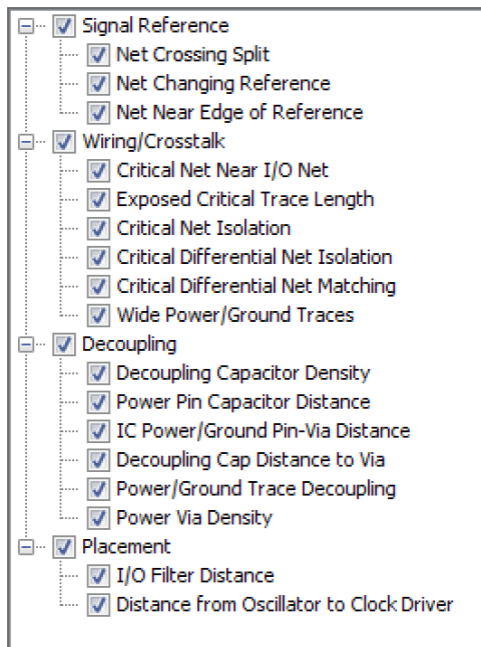 Signal Reference
Net Crossing Split
Net Changing Reference
Net Near Edge of Reference
Wiring/Crosstalk
Critical Net Near I/O Net
Exposed Critical Trace Length
Critical Net Isolation
Critical Differential Net Isolation
Critical Differential Net Matching
Wide Power/Ground Traces
Decoupling
Decoupling Capacitor Density
Power Pin Capacitor Distance
IC Power/Ground Pin-Via Distance
Decoupling Cap Distance to Via
Power/Ground Trace Decoupling
Power Via Density
Placement
I/O Filter Distance
Distance from Oscillator to Clock Driver